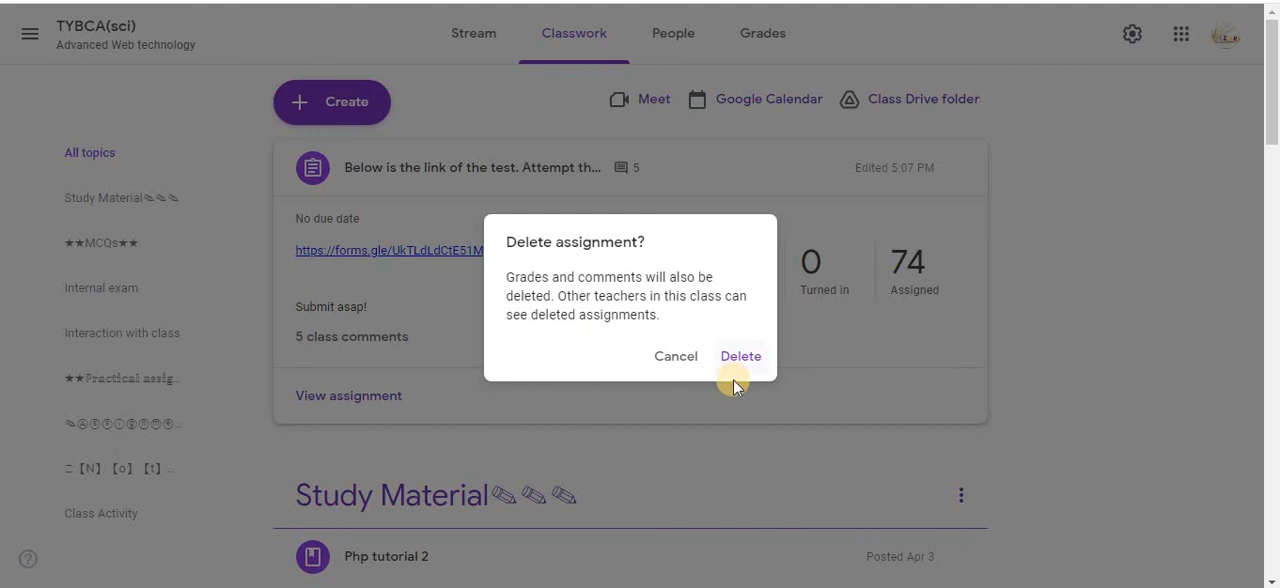 TYBCA(sci)
Advanced Web technology
Stream
Classwork
People
Grades
Create
Meet
Google Calendar
Class Drive folder
All topics
Study Material✎✎✎
★★MCQs★★
Internal exam
Interaction with class
★★ℙ𝕣𝕒𝕔𝕥𝕚𝕔𝕒𝕝 𝕒𝕤𝕤𝕚𝕘...
✎Ⓐⓢⓢⓘⓖⓝⓜⓔ...
⊐【N】【o】【t】...
Class Activity
Below is the link of the test. Attempt th...
5
Edited 5:07 PM
No due date
https://forms.gle/UkTLdLdCtE51M
0
Turned in
74
Assigned
Submit asap!
5 class comments
View assignment
Delete assignment?
Grades and comments will also be
deleted. Other teachers in this class can
see deleted assignments.
Cancel
Delete
Study Material✎✎✎
Php tutorial 2
Posted Apr 3